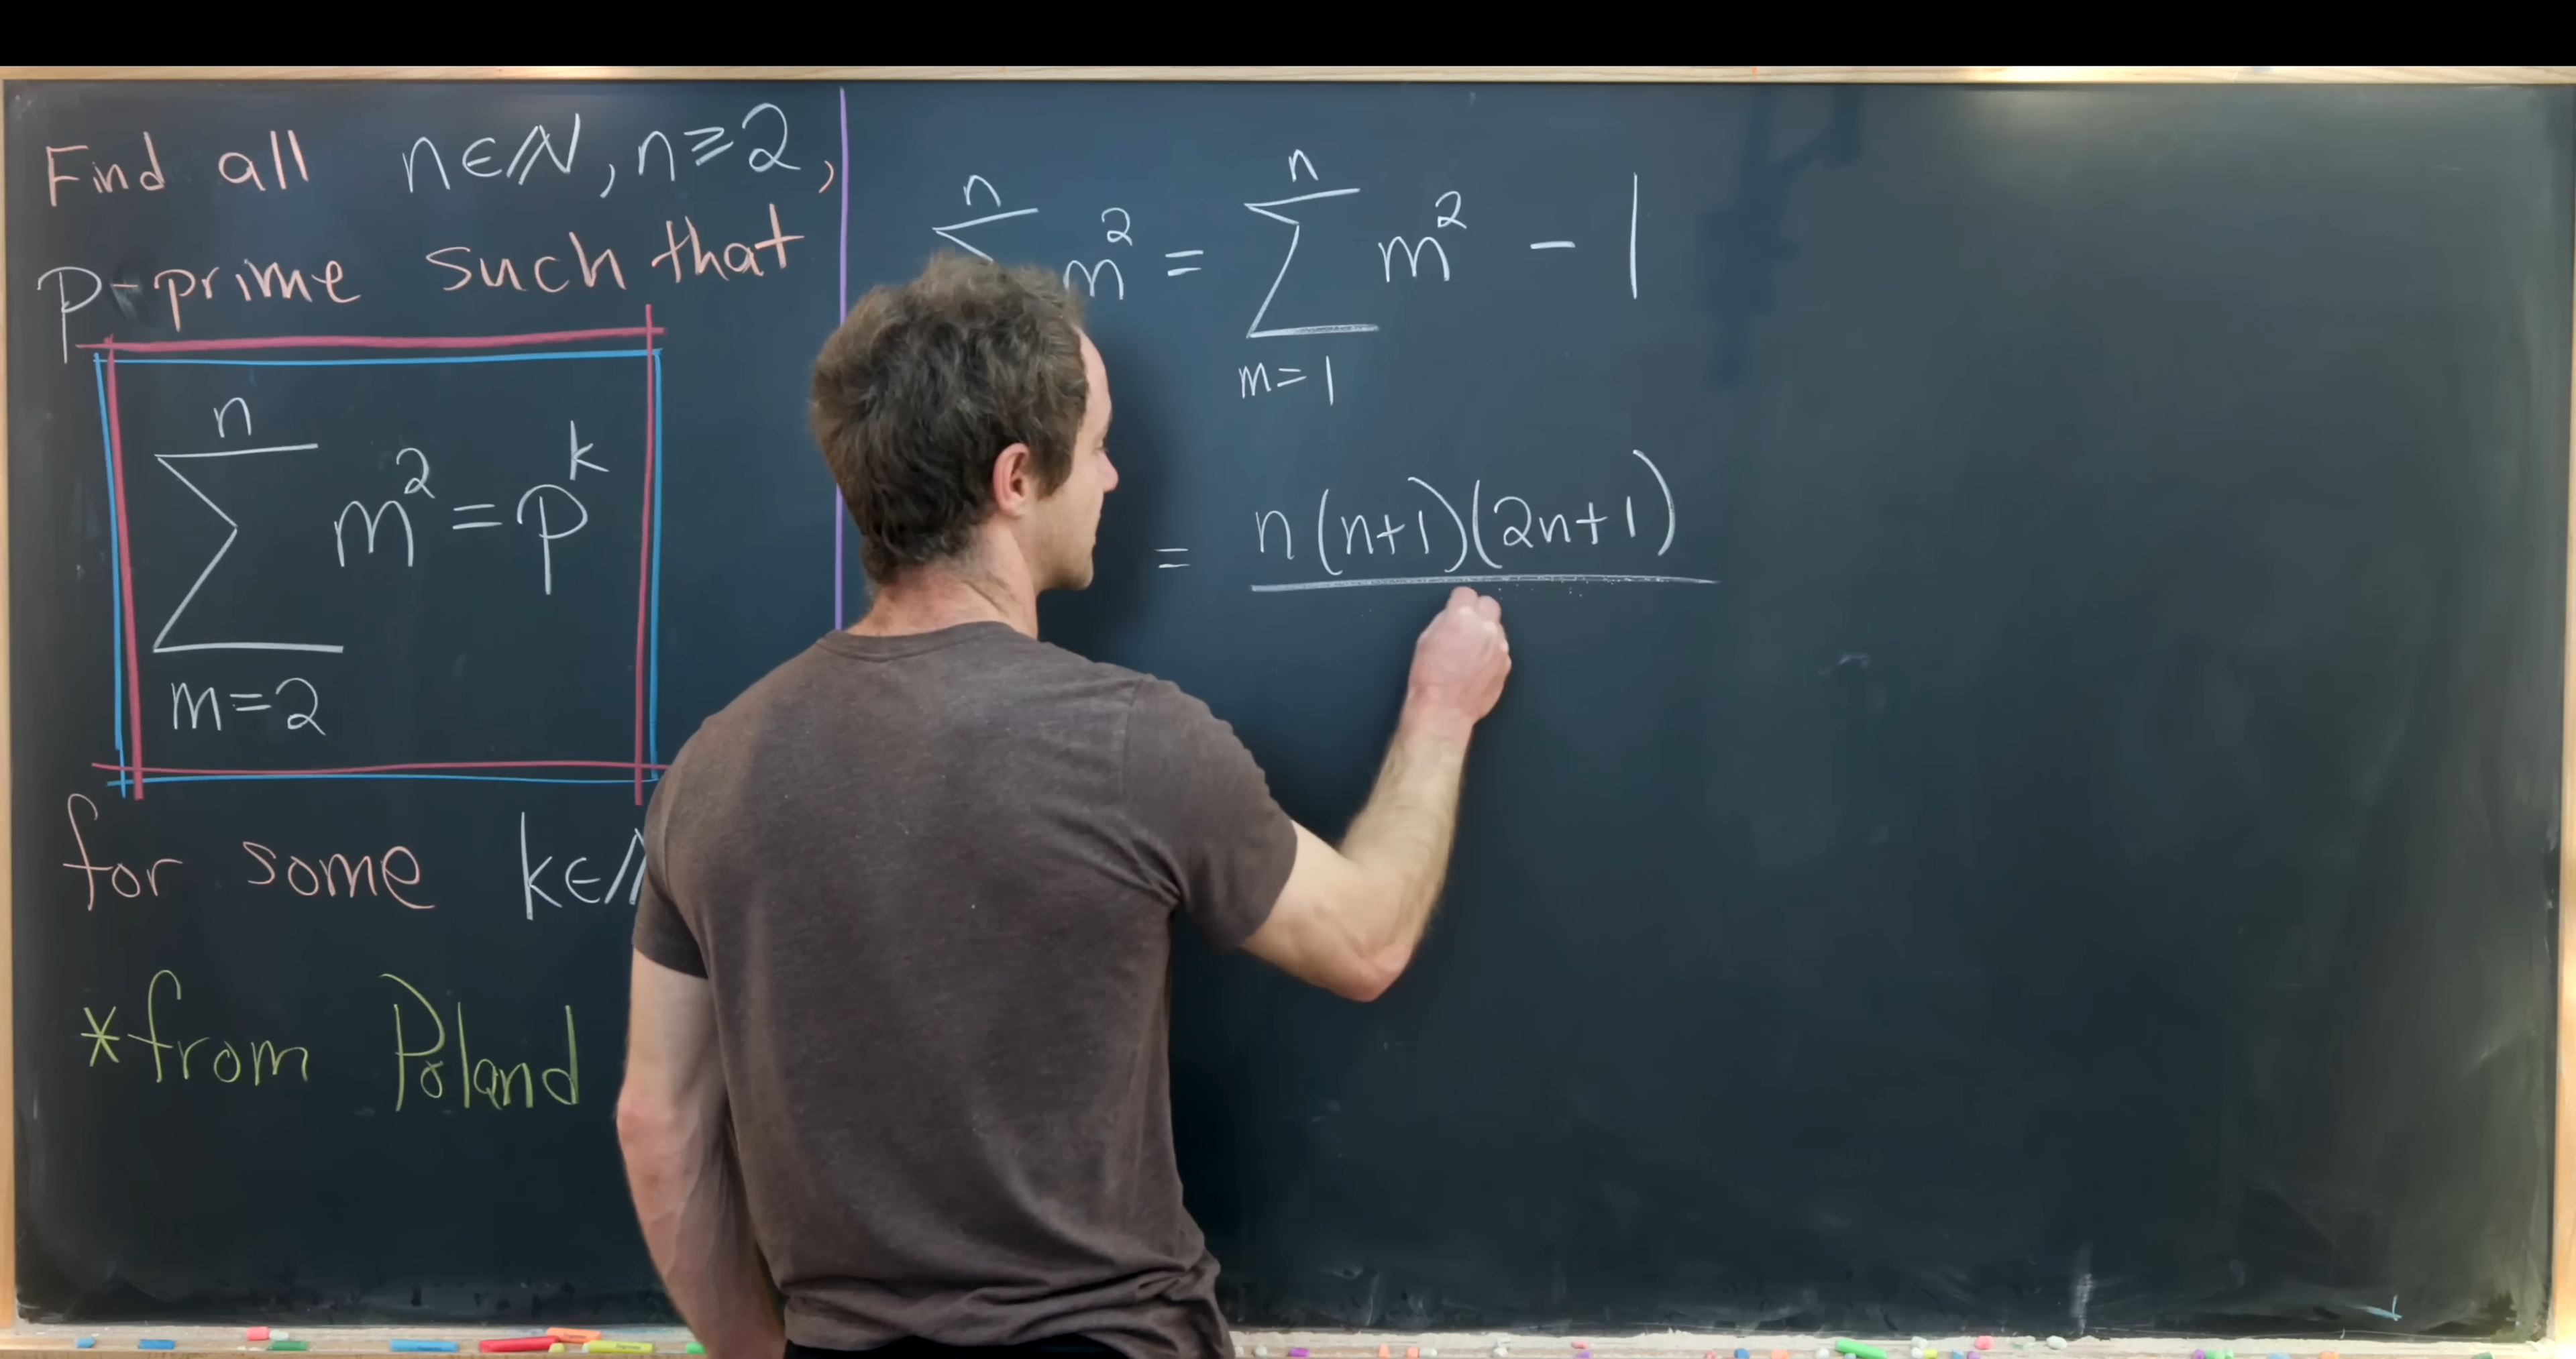 Find all n∈ℕ, n≥2,
p-prime such that
n
∑ m² = pᵏ
m=2
for some k∈ℕ
*from Poland
n n
∑ m² = ∑ m² - 1
m=1
= n(n+1)(2n+1)